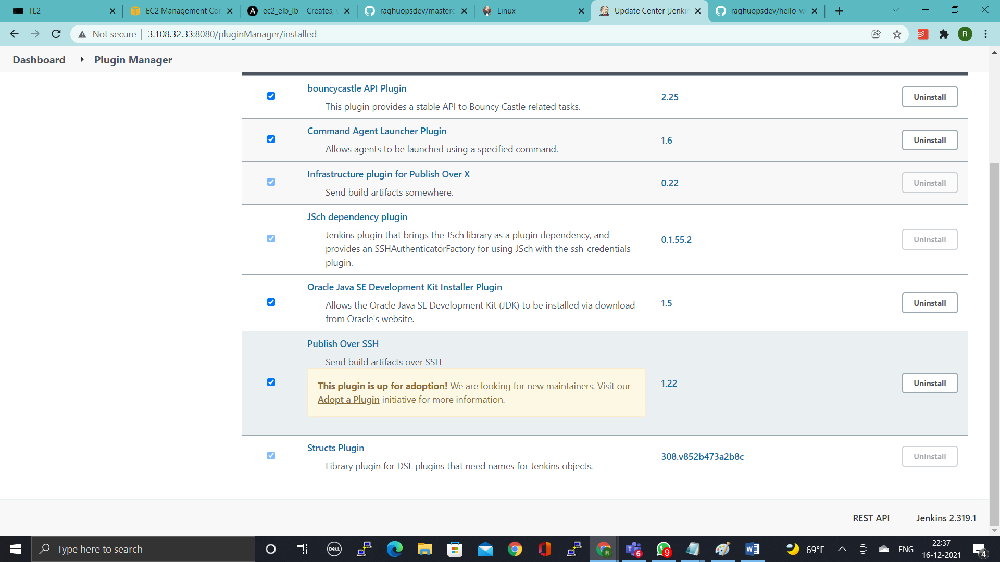 TL2
EC2 Management Con
ec2_elb_lb – Creates, u
raghuopsdev/masterc
Linux
Update Center [Jenkin
raghuopsdev/hello-w
Not secure
3.108.32.33:8080/pluginManager/installed
R
Dashboard
Plugin Manager
bouncycastle API Plugin
This plugin provides a stable API to Bouncy Castle related tasks.
2.25
Uninstall
Command Agent Launcher Plugin
Allows agents to be launched using a specified command.
1.6
Uninstall
Infrastructure plugin for Publish Over X
Send build artifacts somewhere.
0.22
Uninstall
JSch dependency plugin
Jenkins plugin that brings the JSch library as a plugin dependency, and
provides an SSHAuthenticatorFactory for using JSch with the ssh-credentials
plugin.
0.1.55.2
Uninstall
Oracle Java SE Development Kit Installer Plugin
Allows the Oracle Java SE Development Kit (JDK) to be installed via download
from Oracle's website.
1.5
Uninstall
Publish Over SSH
Send build artifacts over SSH
This plugin is up for adoption! We are looking for new maintainers. Visit our
Adopt a Plugin initiative for more information.
1.22
Uninstall
Structs Plugin
Library plugin for DSL plugins that need names for Jenkins objects.
308.v852b473a2b8c
Uninstall
REST API
Jenkins 2.319.1
Type here to search
DELL
R
6
9
69°F
ENG
22:37
16-12-2021
4